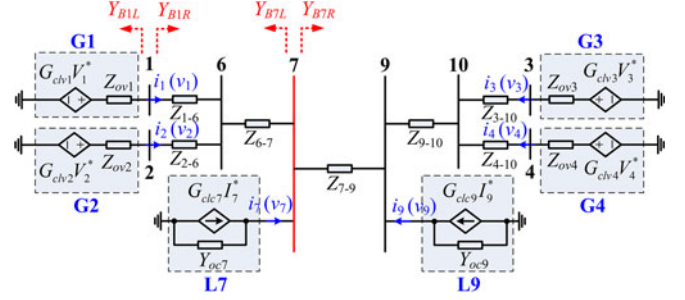 Y_{B1L} Y_{B1R} Y_{B7L} Y_{B7R}
G1 1 6 7 9 10 3 G3
G_{clv1}V_1^* Z_{ov1} i_1(v_1) Z_{1-6} i_3(v_3) Z_{3-10} Z_{ov3} G_{clv3}V_3^*
Z_{6-7} Z_{9-10}
G_{clv2}V_2^* Z_{ov2} i_2(v_2) Z_{2-6} i_4(v_4) Z_{4-10} Z_{ov4} G_{clv4}V_4^*
G2 2 Z_{7-9} 4 G4
G_{clc7}I_7^* i_7(v_7) i_9(v_9) G_{clc9}I_9^*
Y_{oc7} Y_{oc9}
L7 L9